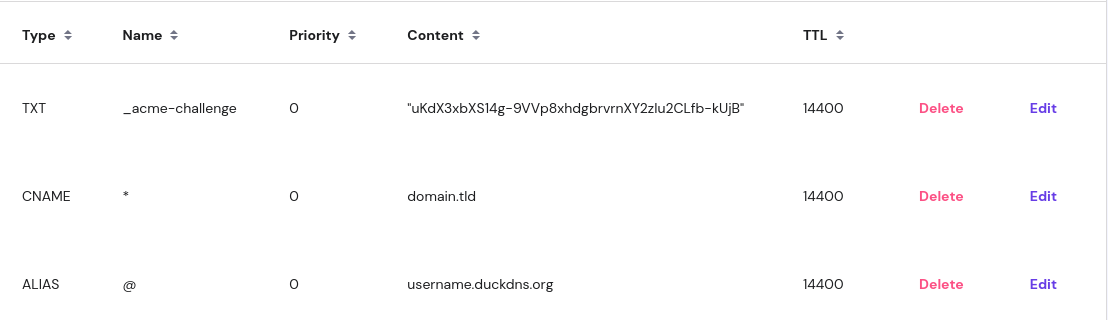 Type Name Priority Content TTL
TXT _acme-challenge 0 "uKdX3xbXS14g-9VVp8xhdgbrvrnXY2zlu2CLfb-kUjB" 14400 Delete Edit
CNAME * 0 domain.tld 14400 Delete Edit
ALIAS @ 0 username.duckdns.org 14400 Delete Edit